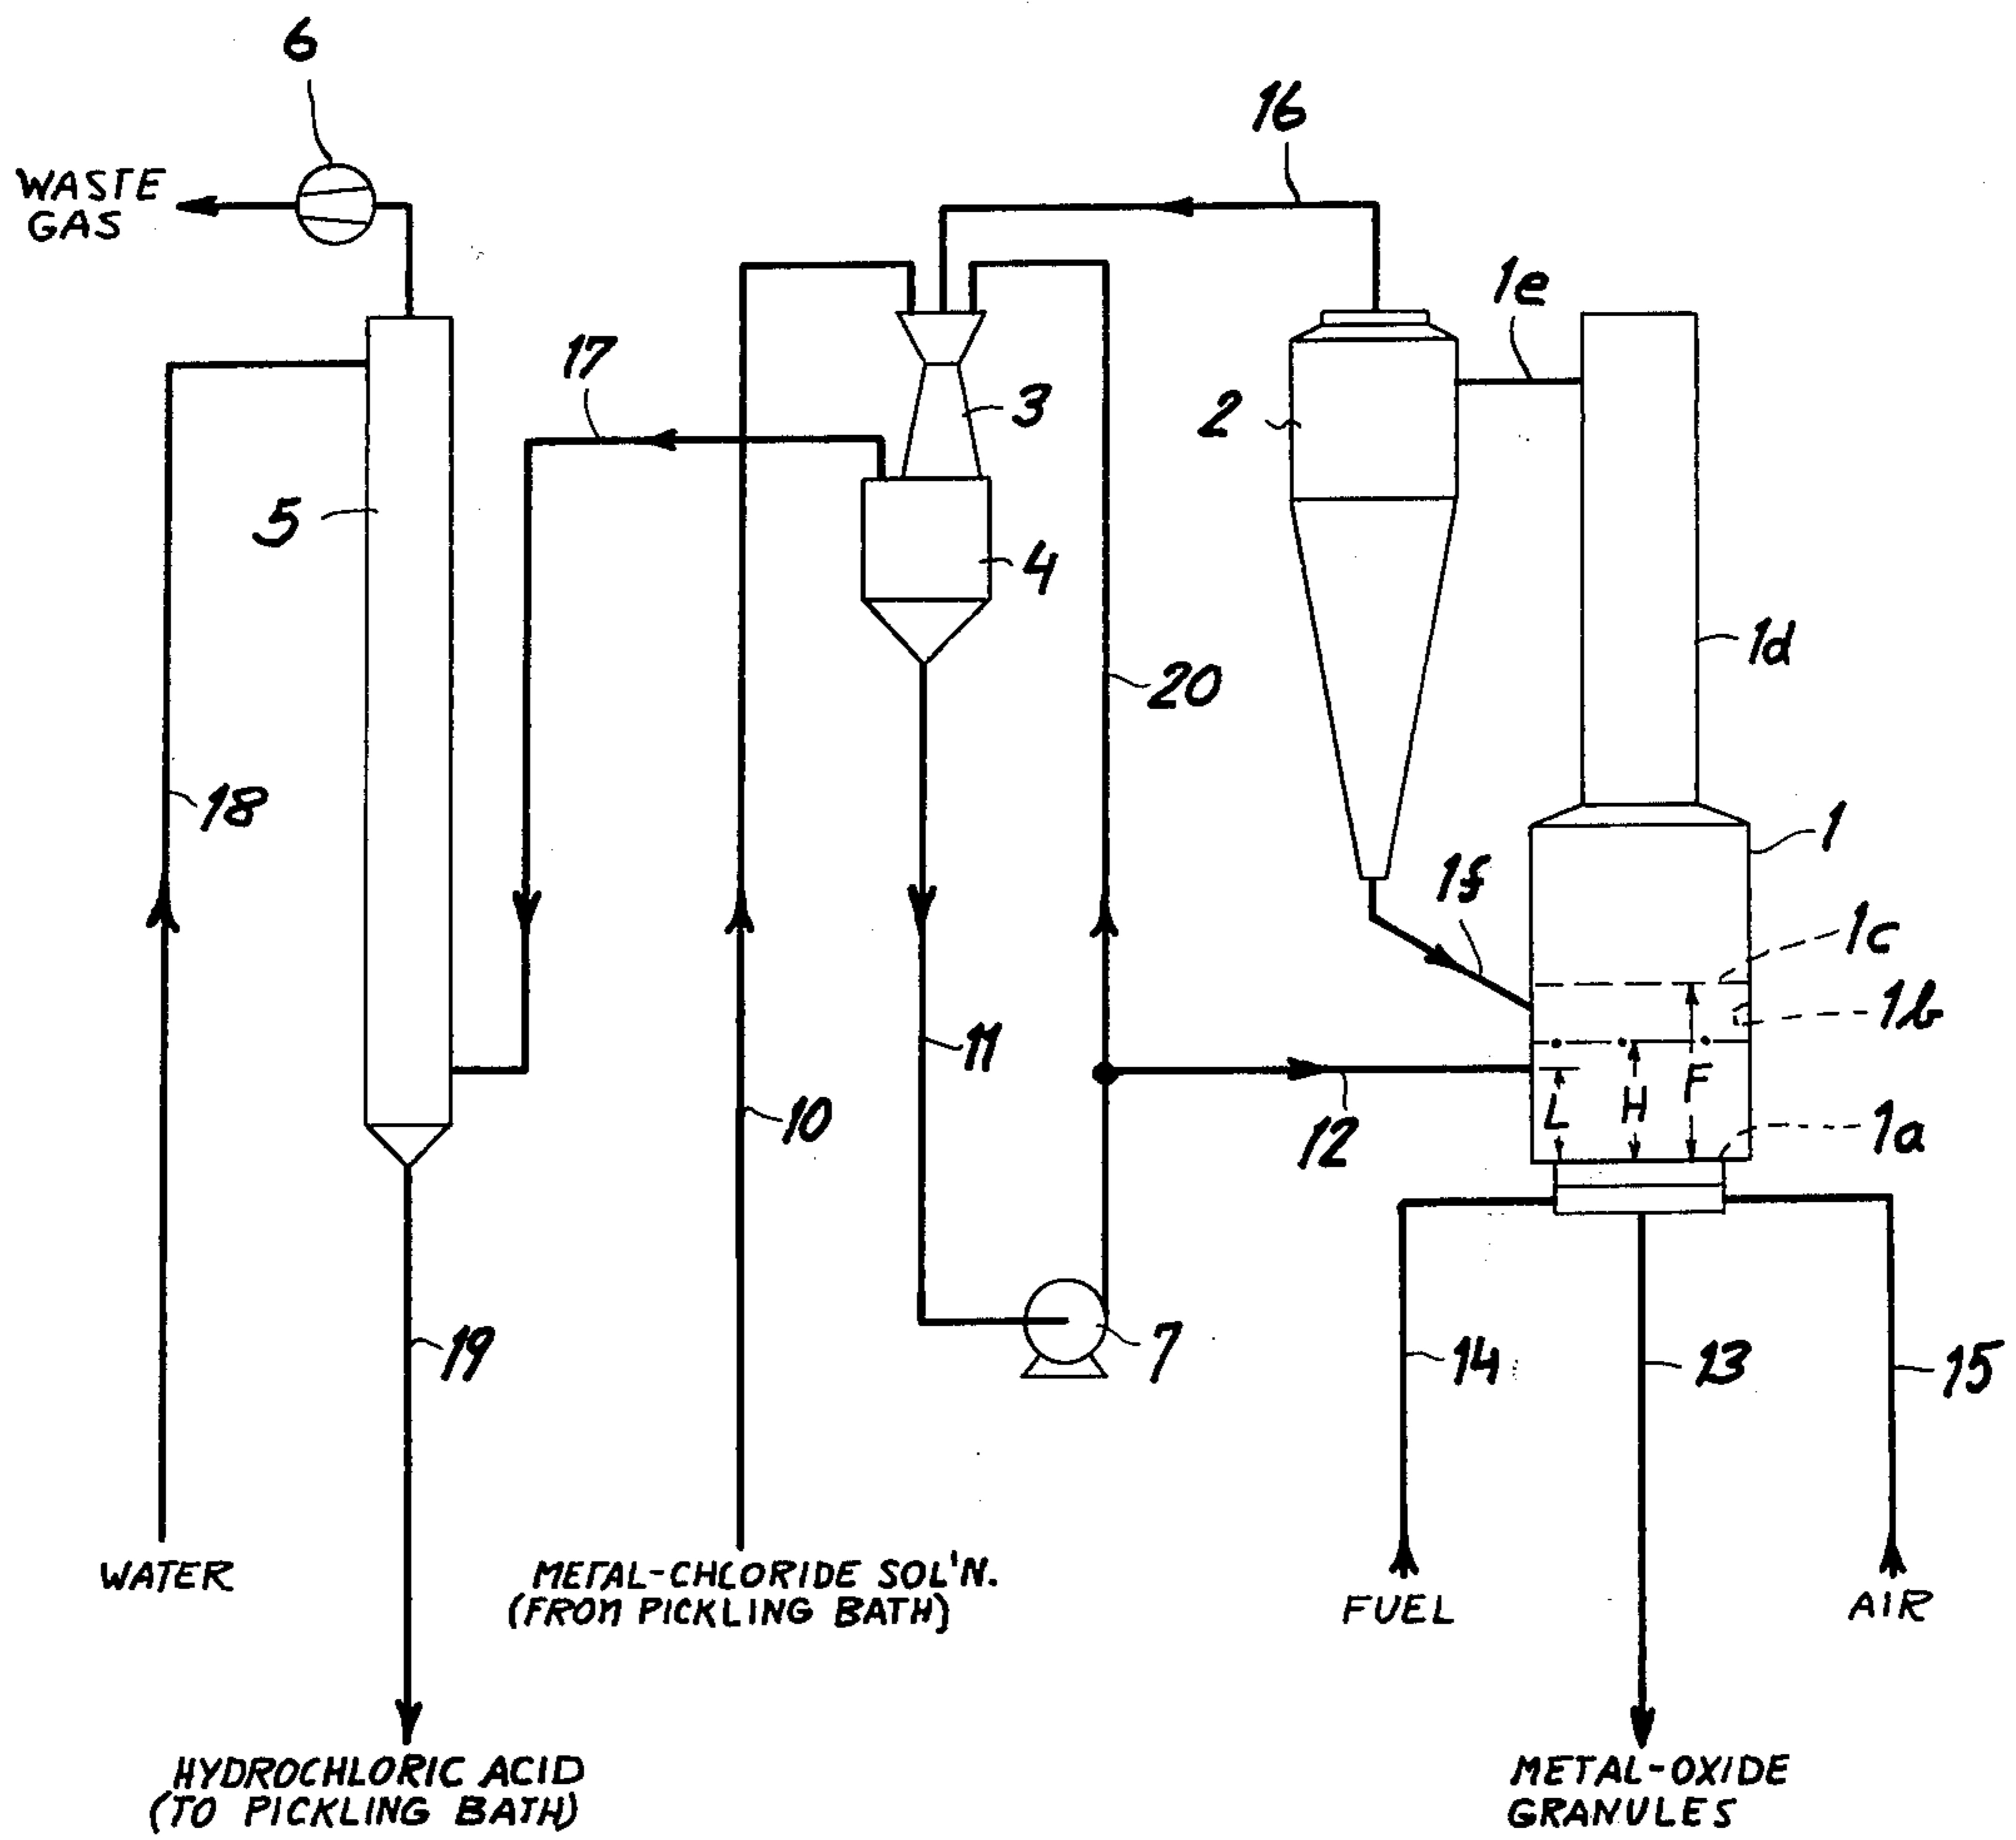 6
16
WASTE
GAS
1e
17
3
2
5
4
1d
20
18
1
1f
1c
1b
11
F
H
L
10
12
1a
7
19
14
13
15
WATER
METAL-CHLORIDE SOL'N.
(FROM PICKLING BATH)
FUEL
AIR
HYDROCHLORIC ACID
(TO PICKLING BATH)
METAL-OXIDE
GRANULES